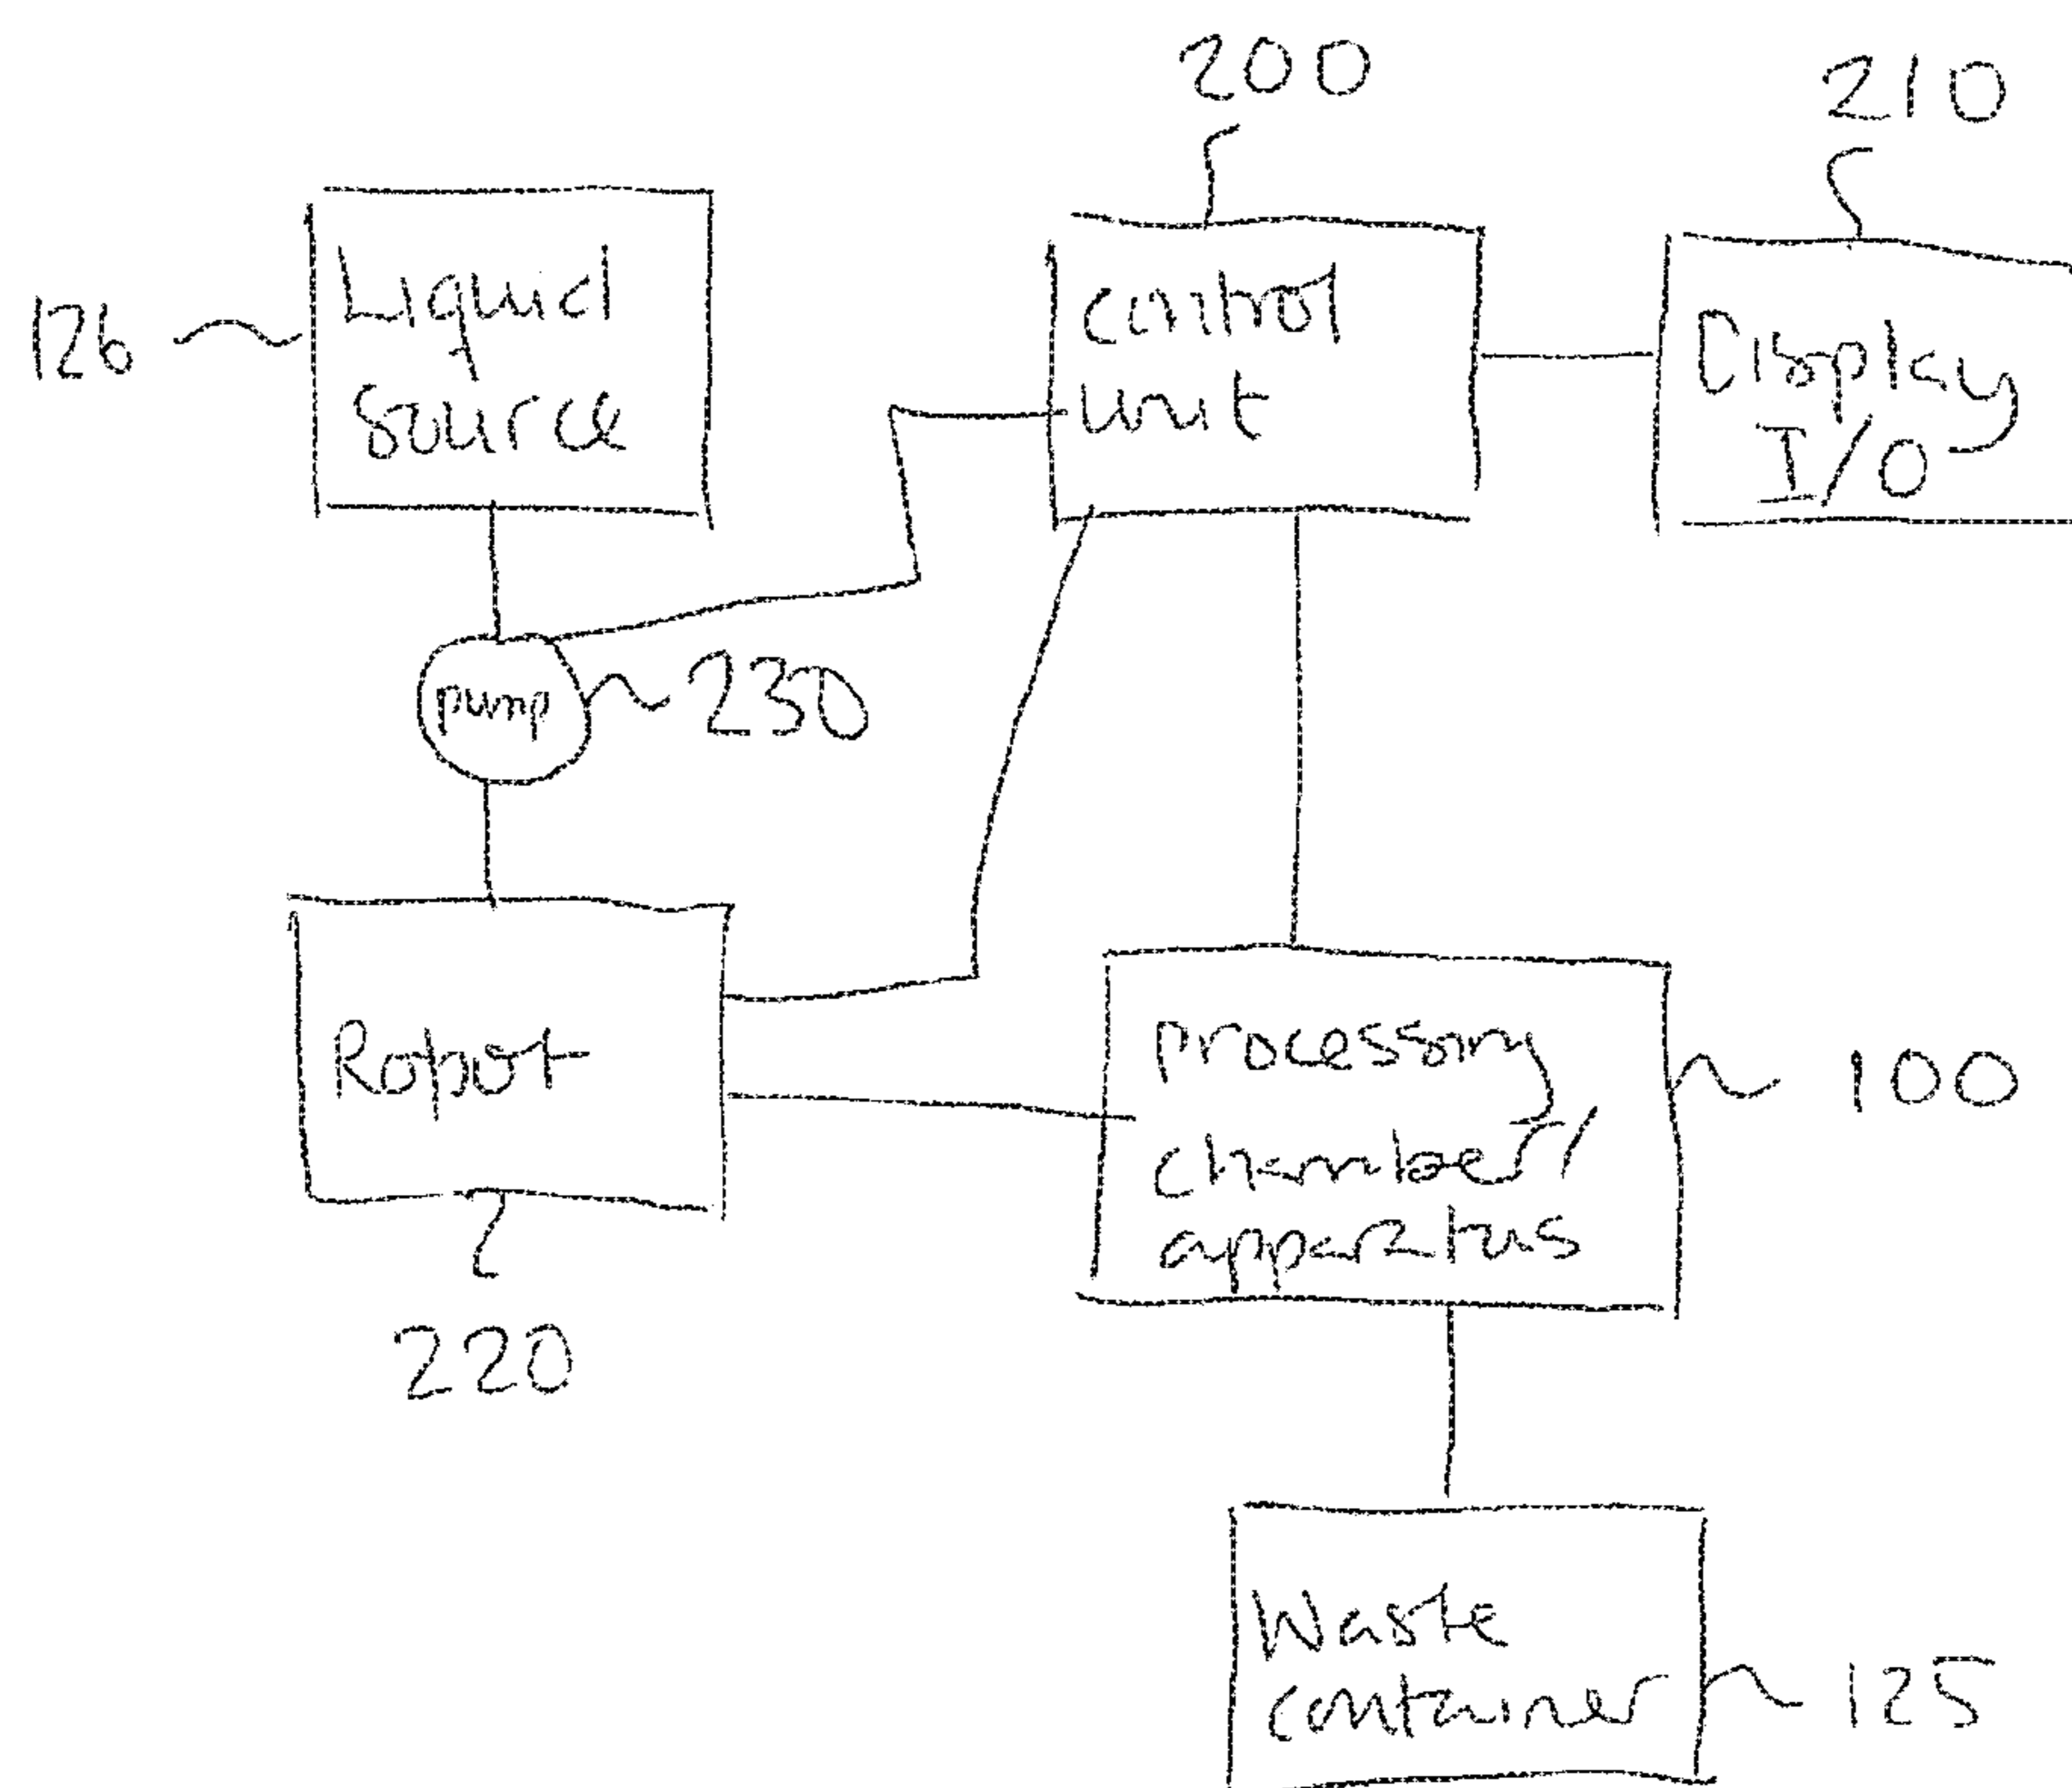 200
210
126
Liquid
source
control
unit
Display
I/O
pump
230
Robot
processing
chamber/
apparatus
100
220
Waste
container
125